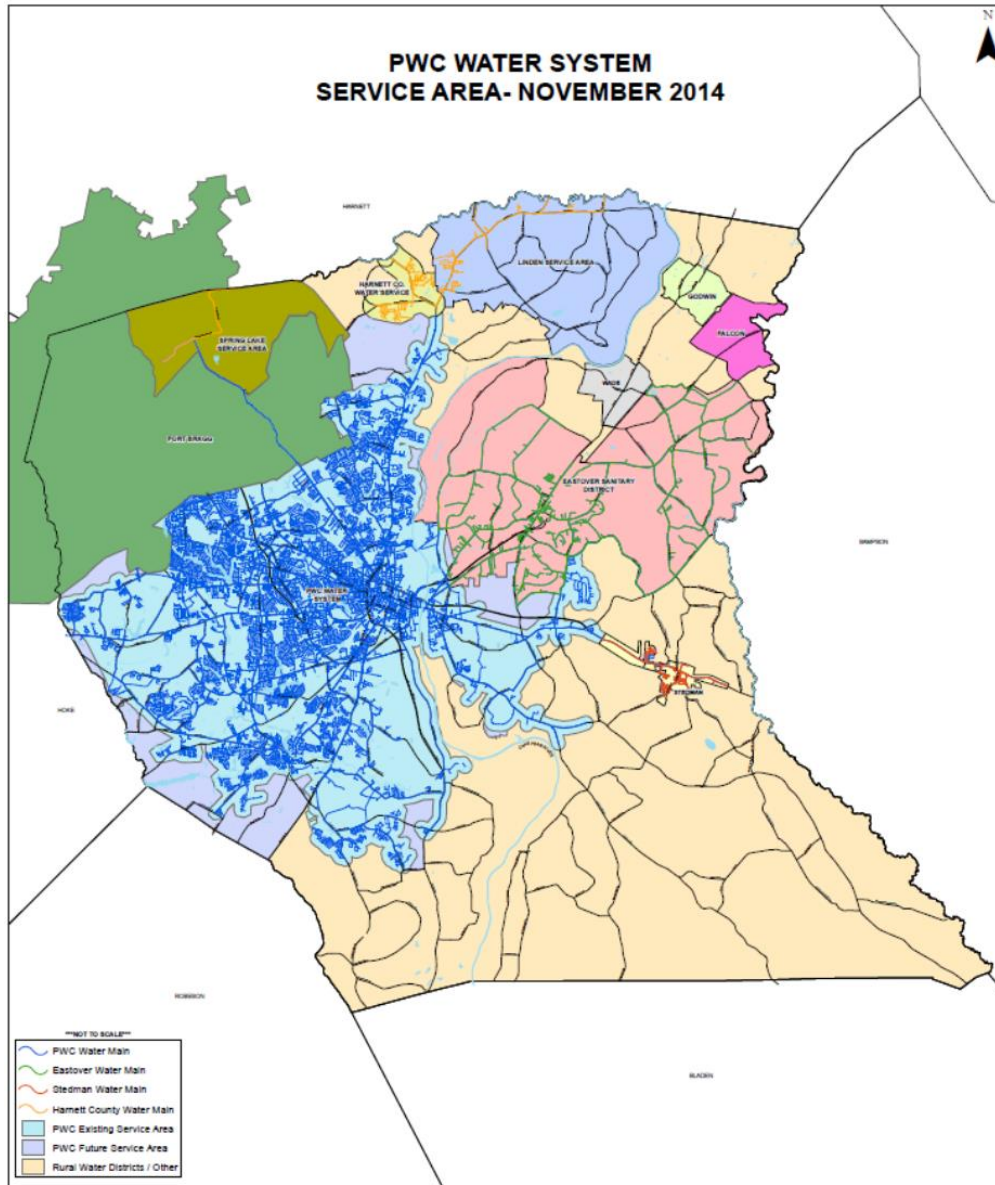 N
PWC WATER SYSTEM
SERVICE AREA- NOVEMBER 2014
HARNETT
LINDEN SERVICE AREA
HARNETT CO.
WATER SERVICE
GODWIN
FALCON
SPRING LAKE
SERVICE AREA
WADE
FORT BRAGG
EASTOVER SANITARY
DISTRICT
SAMPSON
PWC WATER
SYSTEM
STEDMAN
HOKE
ROBESON
BLADEN
***NOT TO SCALE***
PWC Water Main
Eastover Water Main
Stedman Water Main
Harnett County Water Main
PWC Existing Service Area
PWC Future Service Area
Rural Water Districts / Other